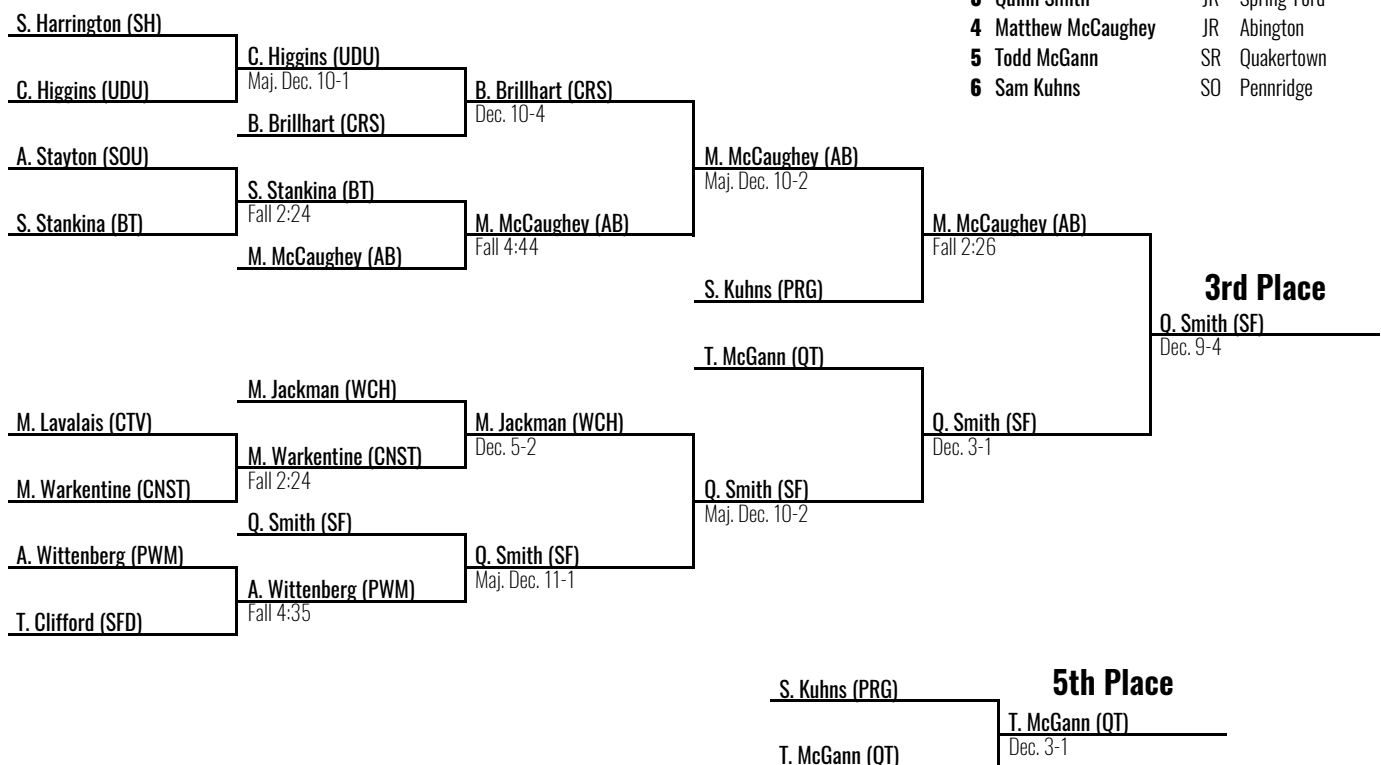 3 Quinn Smith JR Spring-Ford
4 Matthew McCaughey JR Abington
5 Todd McGann SR Quakertown
6 Sam Kuhns SO Pennridge
S. Harrington (SH)
C. Higgins (UDU)
Maj. Dec. 10-1
C. Higgins (UDU)
B. Brillhart (CRS)
Dec. 10-4
B. Brillhart (CRS)
A. Stayton (SOU)
M. McCaughey (AB)
Maj. Dec. 10-2
S. Stankina (BT)
Fall 2:24
S. Stankina (BT)
M. McCaughey (AB)
Fall 4:44
M. McCaughey (AB)
Fall 2:26
M. McCaughey (AB)
S. Kuhns (PRG)
3rd Place
Q. Smith (SF)
Dec. 9-4
T. McGann (QT)
M. Jackman (WCH)
M. Lavalais (CTV)
M. Jackman (WCH)
Dec. 5-2
Q. Smith (SF)
Dec. 3-1
M. Warkentine (CNST)
Fall 2:24
M. Warkentine (CNST)
Q. Smith (SF)
Maj. Dec. 10-2
Q. Smith (SF)
A. Wittenberg (PWM)
Q. Smith (SF)
Maj. Dec. 11-1
A. Wittenberg (PWM)
Fall 4:35
T. Clifford (SFD)
5th Place
S. Kuhns (PRG)
T. McGann (QT)
Dec. 3-1
T. McGann (QT)